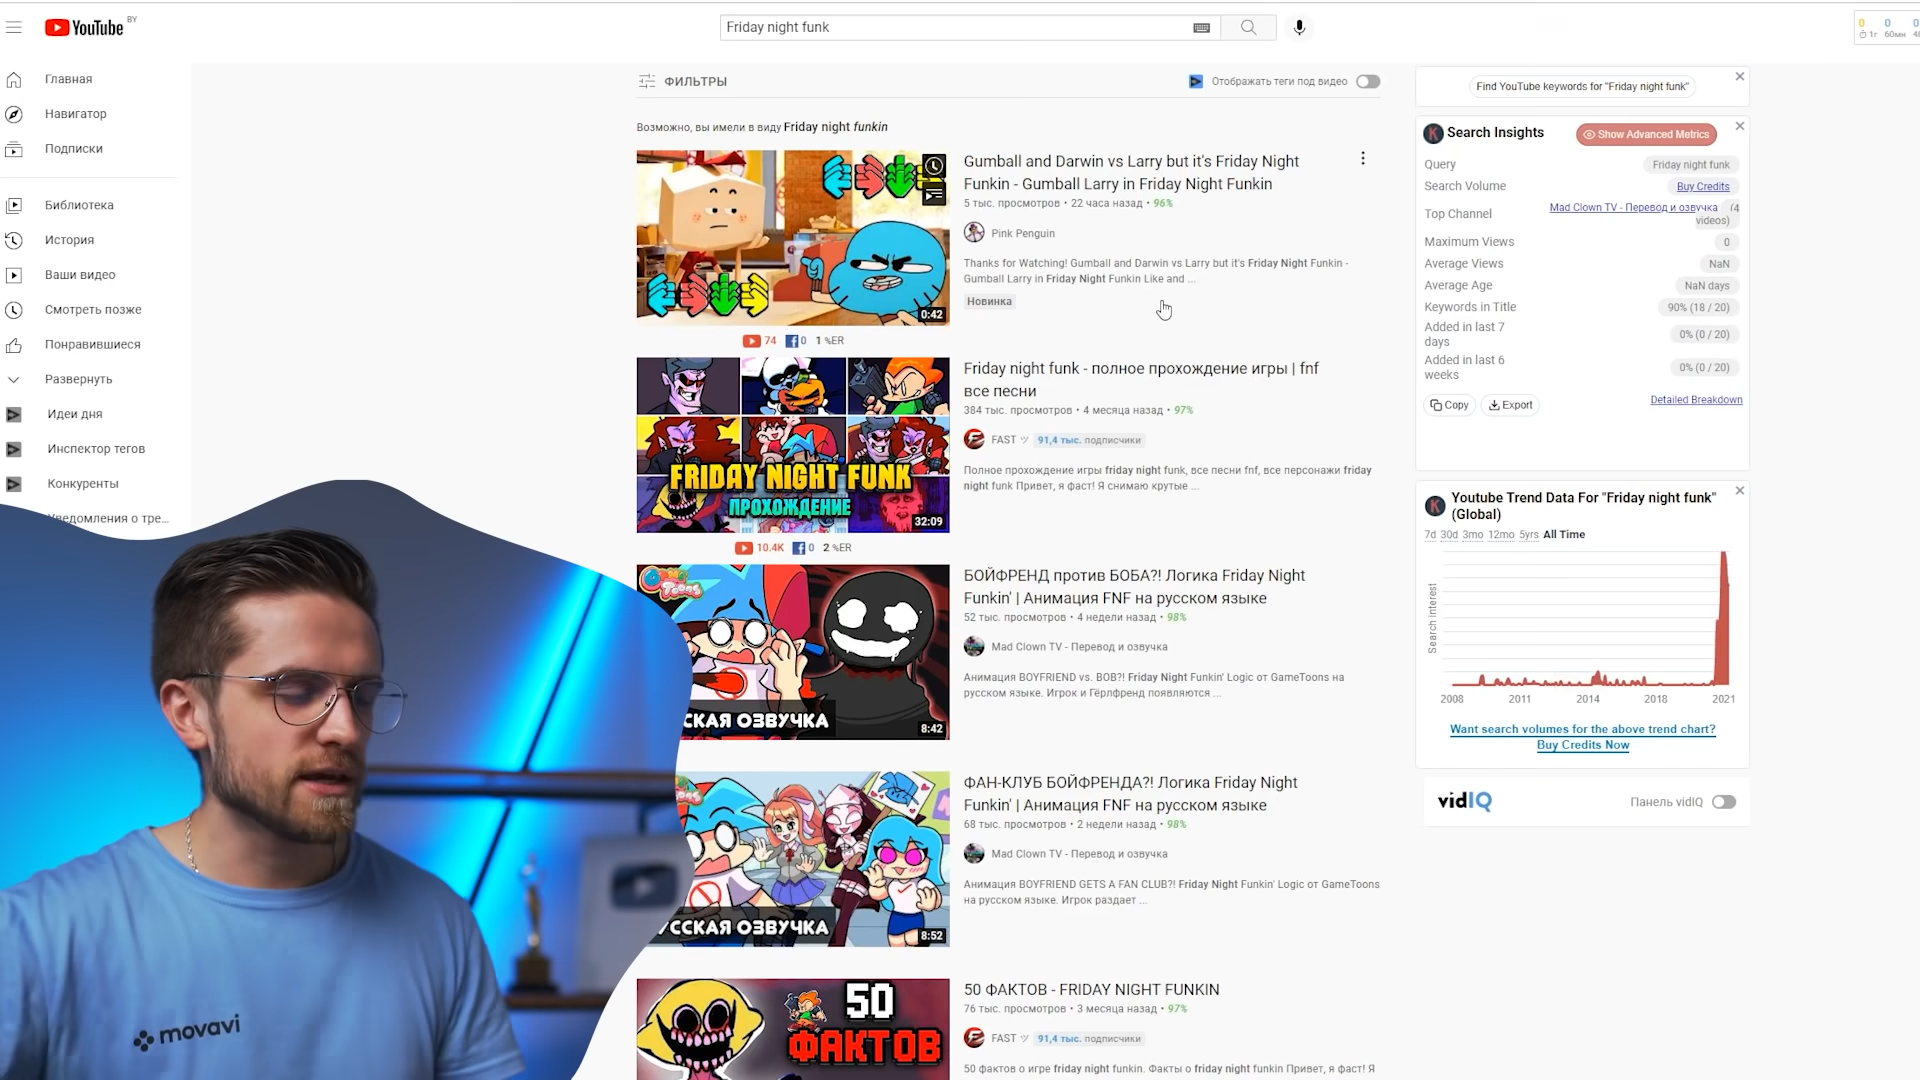 YouTube BY
Friday night funk
0 0 0
1г 60мн 48
Главная
Навигатор
Подписки
Библиотека
История
Ваши видео
Смотреть позже
Понравившиеся
Развернуть
Идеи дня
Инспектор тегов
Конкуренты
Уведомления о тре...
ФИЛЬТРЫ
Отображать теги под видео
Возможно, вы имели в виду Friday night funkin
0:42
Gumball and Darwin vs Larry but it's Friday Night
Funkin - Gumball Larry in Friday Night Funkin
5 тыс. просмотров • 22 часа назад • 96%
Pink Penguin
Thanks for Watching! Gumball and Darwin vs Larry but it's Friday Night Funkin -
Gumball Larry in Friday Night Funkin Like and ...
Новинка
74 0 1 %ER
FRIDAY NIGHT FUNK
ПРОХОЖДЕНИЕ
32:09
Friday night funk - полное прохождение игры | fnf
все песни
384 тыс. просмотров • 4 месяца назад • 97%
FAST ツ 91,4 тыс. подписчики
Полное прохождение игры friday night funk, все песни fnf, все персонажи friday
night funk Привет, я фаст! Я снимаю крутые ...
10.4K 0 2 %ER
Toons
СКАЯ ОЗВУЧКА
8:42
БОЙФРЕНД против БОБА?! Логика Friday Night
Funkin' | Анимация FNF на русском языке
52 тыс. просмотров • 4 недели назад • 98%
Mad Clown TV - Перевод и озвучка
Анимация BOYFRIEND vs. BOB?! Friday Night Funkin' Logic от GameToons на
русском языке. Игрок и Гёрлфренд появляются ...
УССКАЯ ОЗВУЧКА
8:52
ФАН-КЛУБ БОЙФРЕНДА?! Логика Friday Night
Funkin' | Анимация FNF на русском языке
68 тыс. просмотров • 2 недели назад • 98%
Mad Clown TV - Перевод и озвучка
Анимация BOYFRIEND GETS A FAN CLUB?! Friday Night Funkin' Logic от GameToons
на русском языке. Игрок раздает ...
50
ФАКТОВ
50 ФАКТОВ - FRIDAY NIGHT FUNKIN
76 тыс. просмотров • 3 месяца назад • 97%
FAST ツ 91,4 тыс. подписчики
50 фактов о игре friday night funkin. Факты о friday night funkin Привет, я фаст! Я
Find YouTube keywords for "Friday night funk"
K Search Insights Show Advanced Metrics
Query Friday night funk
Search Volume Buy Credits
Top Channel Mad Clown TV - Перевод и озвучка (4
videos)
Maximum Views 0
Average Views NaN
Average Age NaN days
Keywords in Title 90% (18 / 20)
Added in last 7
days 0% (0 / 20)
Added in last 6
weeks 0% (0 / 20)
Copy Export Detailed Breakdown
K Youtube Trend Data For "Friday night funk"
(Global)
7d 30d 3mo 12mo 5yrs All Time
Search Interest
2008 2011 2014 2018 2021
Want search volumes for the above trend chart?
Buy Credits Now
vidIQ Панель vidIQ
movavi